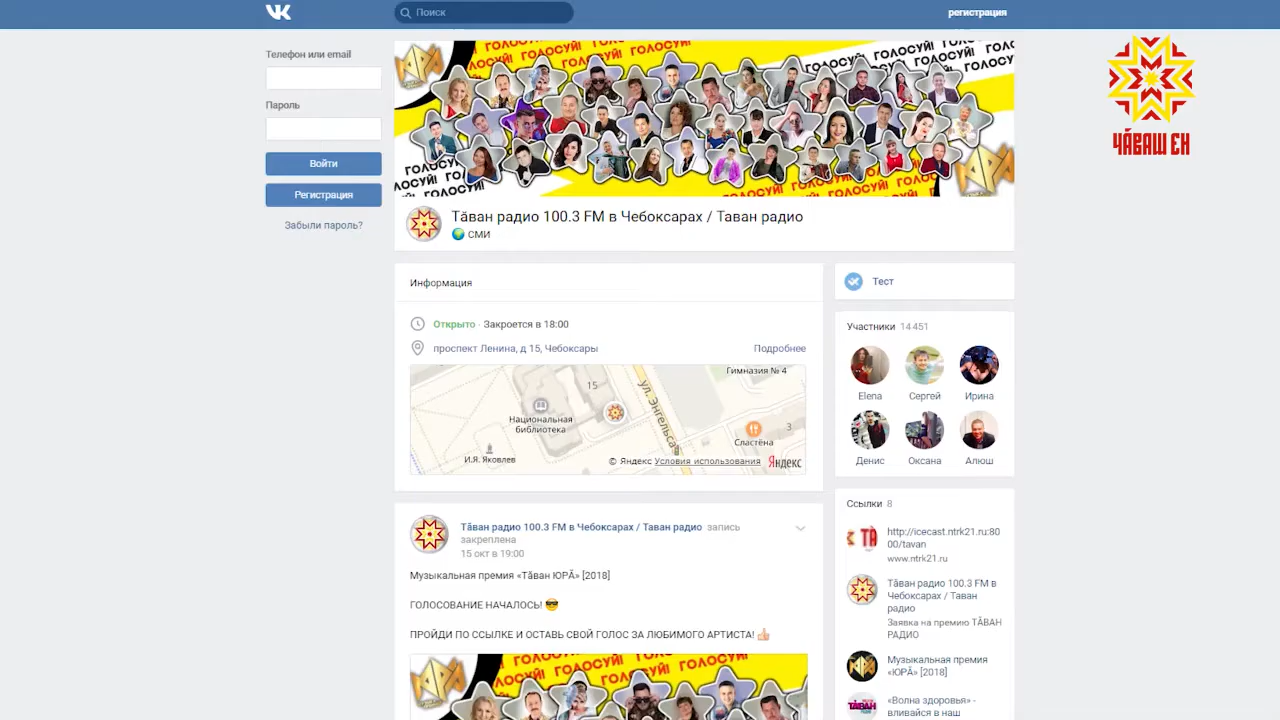 Поиск
регистрация
Телефон или email
Пароль
Войти
Регистрация
Забыли пароль?
ГОЛОСУЙ! ГОЛОСУЙ! ГОЛОСУЙ!
ЮРӐ
ЧӐВАШ ЕН
Тӑван радио 100.3 FM в Чебоксарах / Таван радио
СМИ
Информация
Открыто · Закроется в 18:00
проспект Ленина, д 15, Чебоксары
Подробнее
Гимназия № 4
15
ул. Энгельса
Национальная
библиотека
3
Сластёна
И.Я. Яковлев
© Яндекс Условия использования Яндекс
Тӑван радио 100.3 FM в Чебоксарах / Таван радио запись
закреплена
15 окт в 19:00
Музыкальная премия «Тӑван ЮРӐ» [2018]
ГОЛОСОВАНИЕ НАЧАЛОСЬ! 😎
ПРОЙДИ ПО ССЫЛКЕ И ОСТАВЬ СВОЙ ГОЛОС ЗА ЛЮБИМОГО АРТИСТА! 👍
ГОЛОСУЙ! ГОЛОСУЙ! ГОЛОСУЙ!
Тест
Участники 14 451
Elena Сергей Ирина
Денис Оксана Алюш
Ссылки 8
http://icecast.ntrk21.ru:80
00/tavan
www.ntrk21.ru
Тӑван радио 100.3 FM в
Чебоксарах / Таван
радио
Заявка на премию ТӐВАН
РАДИО
Музыкальная премия
«ЮРӐ» [2018]
«Волна здоровья» -
вливайся в наш